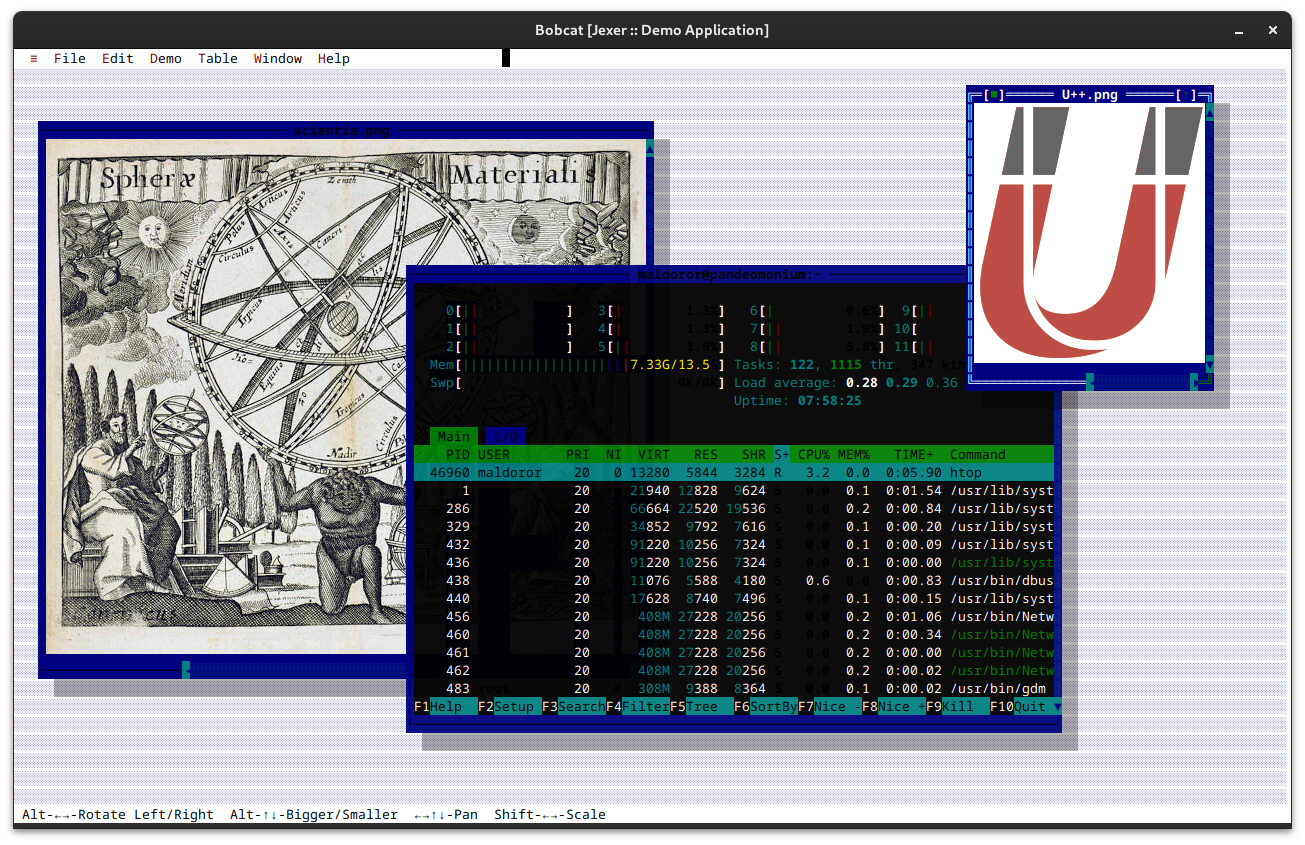 Bobcat [Jexer :: Demo Application]
≡ File Edit Demo Table Window Help
U++.png
scientia.png
Spheræ Materialis
Zenith
Articus
Articus
Polus
Circulus
Axis
Cancri
Meridian
Tropicus
Equinoc
Tropicus
Circulus
Nadir
maldoror@pandeomonium:~
0[|| ] 3[| 1.3%] 6[| 0.6%] 9[||
1[| ] 4[| 1.3%] 7[|| 1.9%] 10[
2[|| ] 5[|| 1.9%] 8[|| 5.8%] 11[||
Mem[||||||||||||||||||||7.33G/13.5 ] Tasks: 122, 1115 thr, 347 kth
Swp[ 0K/0K] Load average: 0.28 0.29 0.36
Uptime: 07:58:25
Main I/O
PID USER PRI NI VIRT RES SHR S+ CPU% MEM% TIME+ Command
46960 maldoror 20 0 13280 5844 3284 R 3.2 0.0 0:05.90 htop
1 20 21940 12828 9624 S 0.0 0.1 0:01.54 /usr/lib/syst
286 20 66664 22520 19536 S 0.0 0.2 0:00.84 /usr/lib/syst
329 20 34852 9792 7616 S 0.0 0.1 0:00.20 /usr/lib/syst
432 20 91220 10256 7324 S 0.0 0.1 0:00.09 /usr/lib/syst
436 20 91220 10256 7324 S 0.0 0.1 0:00.00 /usr/lib/syst
438 20 11076 5588 4180 S 0.6 0.0 0:00.83 /usr/bin/dbus
440 20 17628 8740 7496 S 0.0 0.1 0:00.15 /usr/lib/syst
456 20 408M 27228 20256 S 0.0 0.2 0:01.06 /usr/bin/Netw
460 20 408M 27228 20256 S 0.0 0.2 0:00.34 /usr/bin/Netw
461 20 408M 27228 20256 S 0.0 0.2 0:00.00 /usr/bin/Netw
462 20 408M 27228 20256 S 0.0 0.2 0:00.02 /usr/bin/Netw
483 root 20 308M 9388 8364 S 0.0 0.1 0:00.02 /usr/bin/gdm
F1Help F2Setup F3SearchF4FilterF5Tree F6SortByF7Nice -F8Nice +F9Kill F10Quit
Alt-←→-Rotate Left/Right Alt-↑↓-Bigger/Smaller ←→↑↓-Pan Shift-←→-Scale